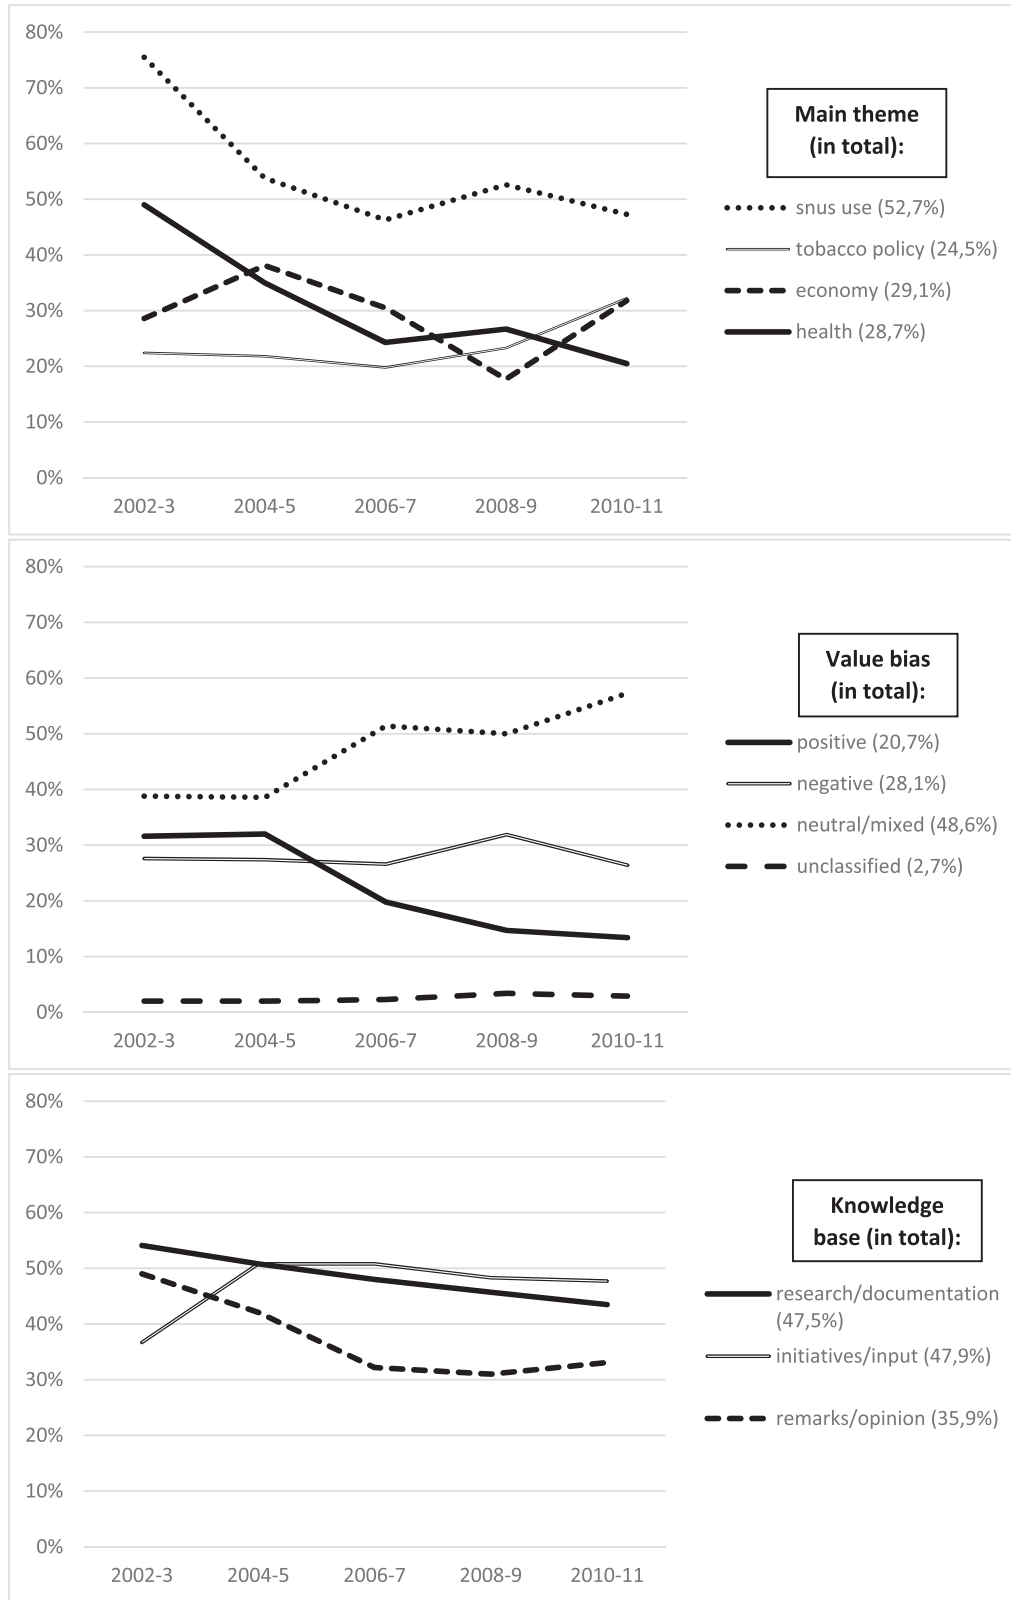 80%
70%
60%
50%
40%
30%
20%
10%
0%
2002-3 2004-5 2006-7 2008-9 2010-11
Main theme
(in total):
snus use (52,7%)
tobacco policy (24,5%)
economy (29,1%)
health (28,7%)
80%
70%
60%
50%
40%
30%
20%
10%
0%
2002-3 2004-5 2006-7 2008-9 2010-11
Value bias
(in total):
positive (20,7%)
negative (28,1%)
neutral/mixed (48,6%)
unclassified (2,7%)
80%
70%
60%
50%
40%
30%
20%
10%
0%
2002-3 2004-5 2006-7 2008-9 2010-11
Knowledge
base (in total):
research/documentation
(47,5%)
initiatives/input (47,9%)
remarks/opinion (35,9%)